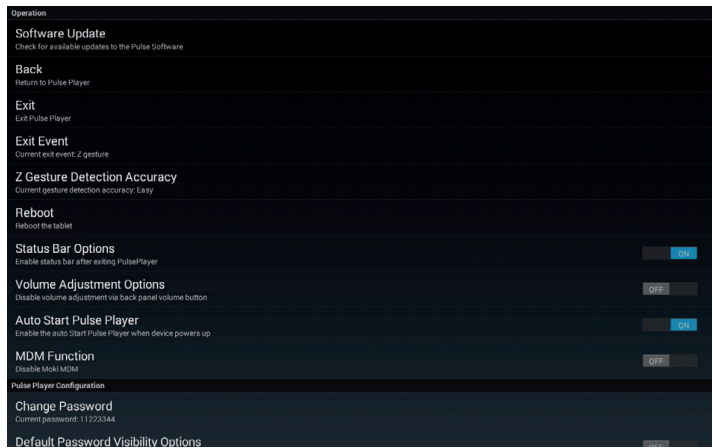 Operation
Software Update
Check for available updates to the Pulse Software
Back
Return to Pulse Player
Exit
Exit Pulse Player
Exit Event
Current exit event: Z gesture
Z Gesture Detection Accuracy
Current gesture detection accuracy: Easy
Reboot
Reboot the tablet
Status Bar Options
Enable status bar after exiting PulsePlayer
ON
Volume Adjustment Options
Disable volume adjustment via back panel volume button
OFF
Auto Start Pulse Player
Enable the auto Start Pulse Player when device powers up
ON
MDM Function
Disable Moki MDM
OFF
Pulse Player Configuration
Change Password
Current password: 11223344
Default Password Visibility Options
OFF